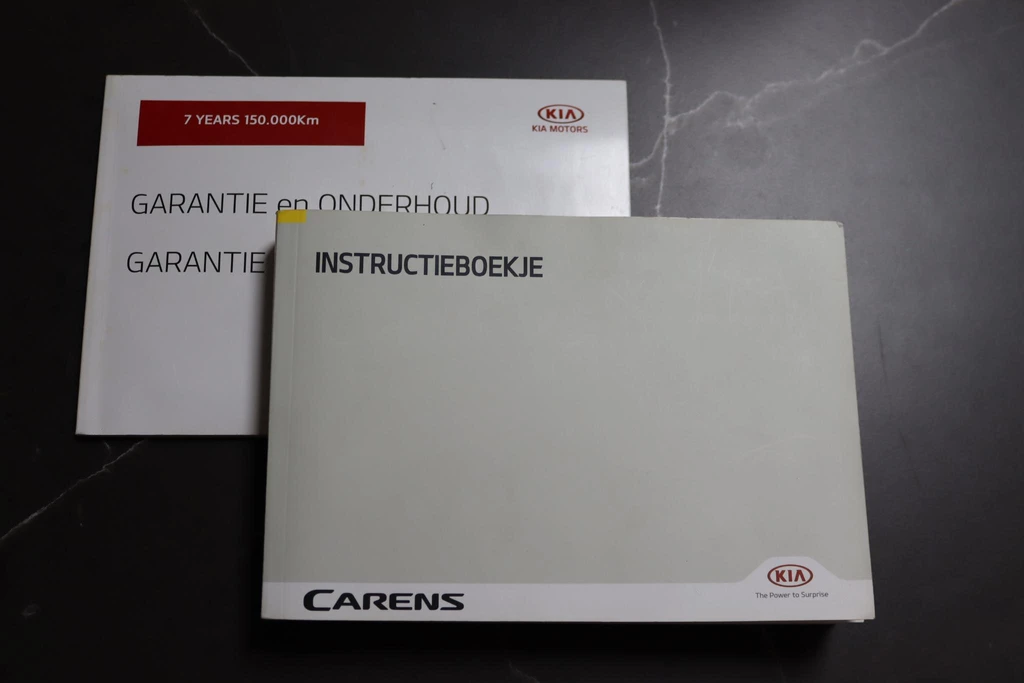 7 YEARS 150.000Km
KIA
KIA MOTORS
GARANTIE en ONDERHOUD
GARANTIE
INSTRUCTIEBOEKJE
CARENS
KIA
The Power to Surprise